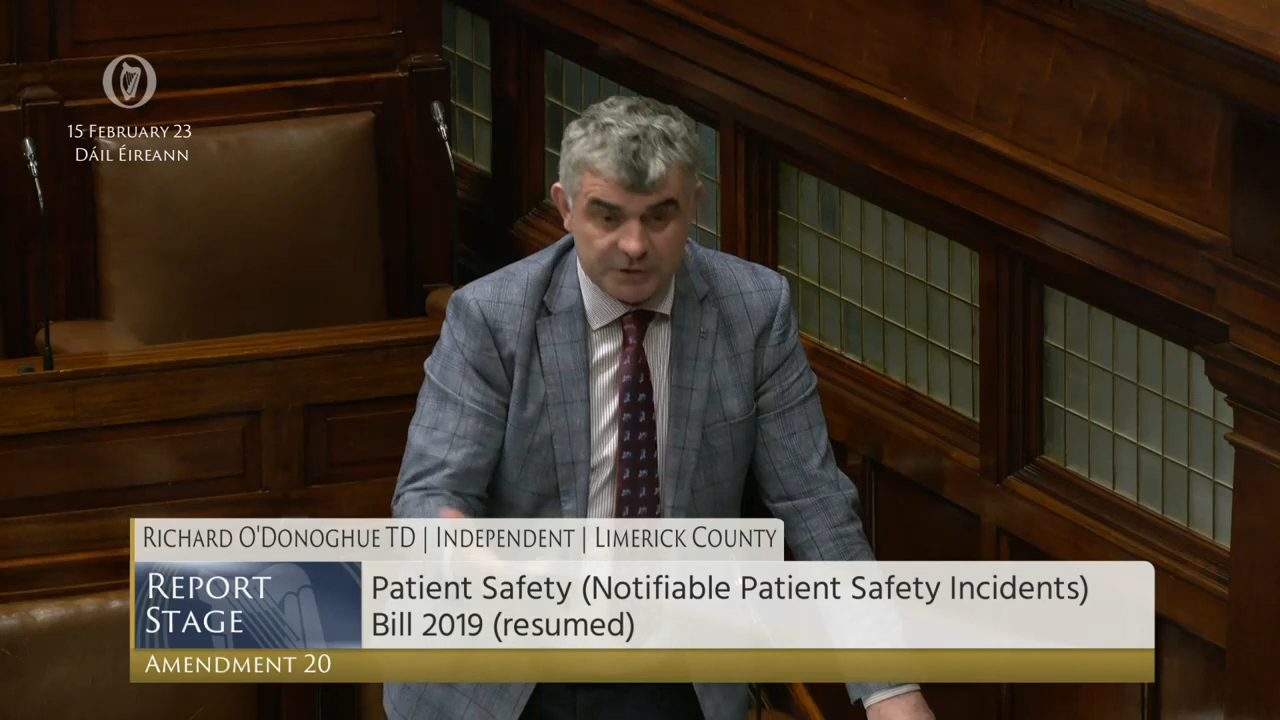 15 February 23
Dáil Éireann
Richard O'Donoghue TD | Independent | Limerick County
Report
Stage
Patient Safety (Notifiable Patient Safety Incidents)
Bill 2019 (resumed)
Amendment 20